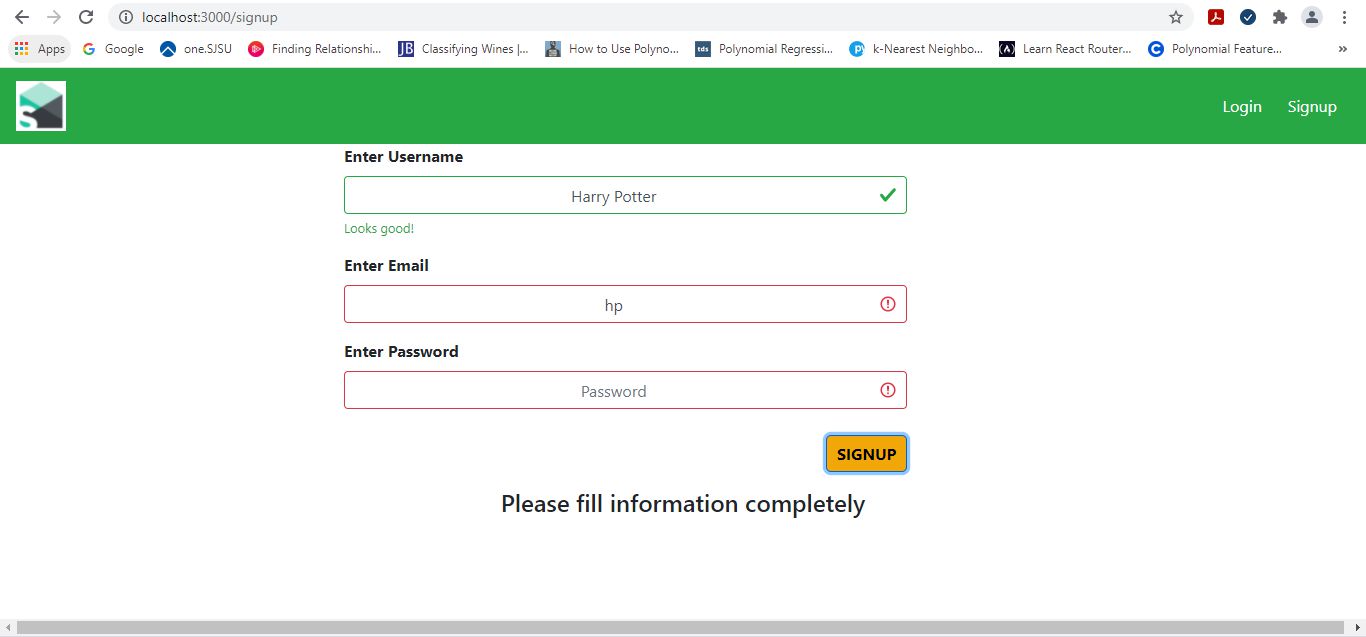 localhost:3000/signup
Apps Google one.SJSU Finding Relationshi... JB Classifying Wines |... How to Use Polyno... tds Polynomial Regressi... k-Nearest Neighbo... (A) Learn React Router... C Polynomial Feature... »
S Login Signup
Enter Username
Harry Potter
Looks good!
Enter Email
hp
Enter Password
Password
SIGNUP
Please fill information completely